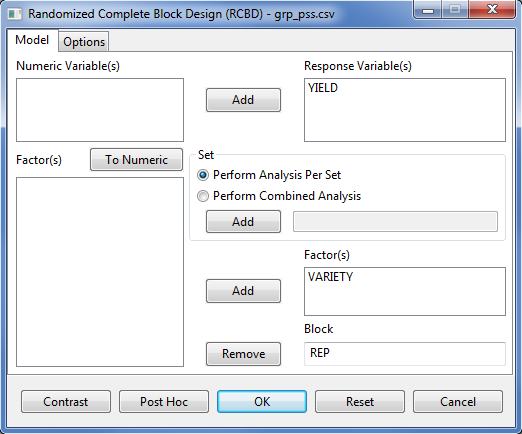 Randomized Complete Block Design (RCBD) - grp_pss.csv
Model
Options
Numeric Variable(s)
Response Variable(s)
Add
YIELD
Factor(s)
To Numeric
Set
Perform Analysis Per Set
Perform Combined Analysis
Add
Factor(s)
Add
VARIETY
Block
Remove
REP
Contrast
Post Hoc
OK
Reset
Cancel